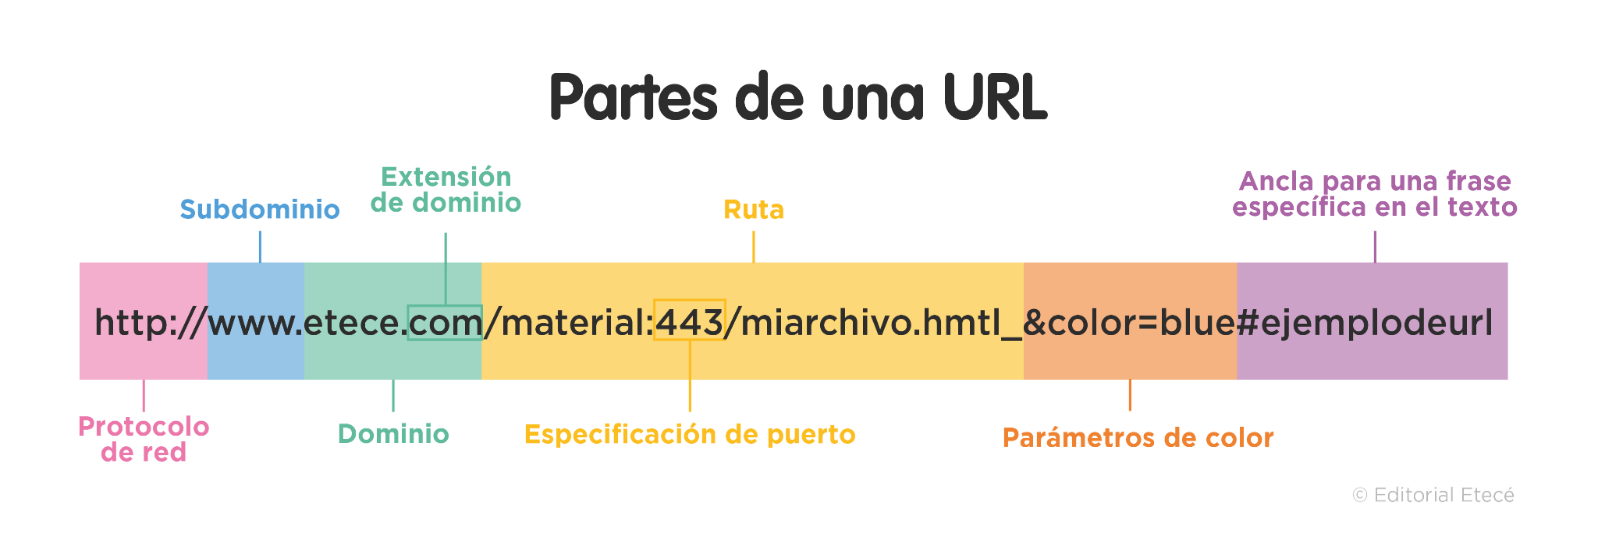 Partes de una URL
Extensión
de dominio
Subdominio
Ruta
Ancla para una frase
específica en el texto
http://www.etece.com/material:443/miarchivo.hmtl_&color=blue#ejemplodeurl
Protocolo
de red
Dominio
Especificación de puerto
Parámetros de color
© Editorial Etecé